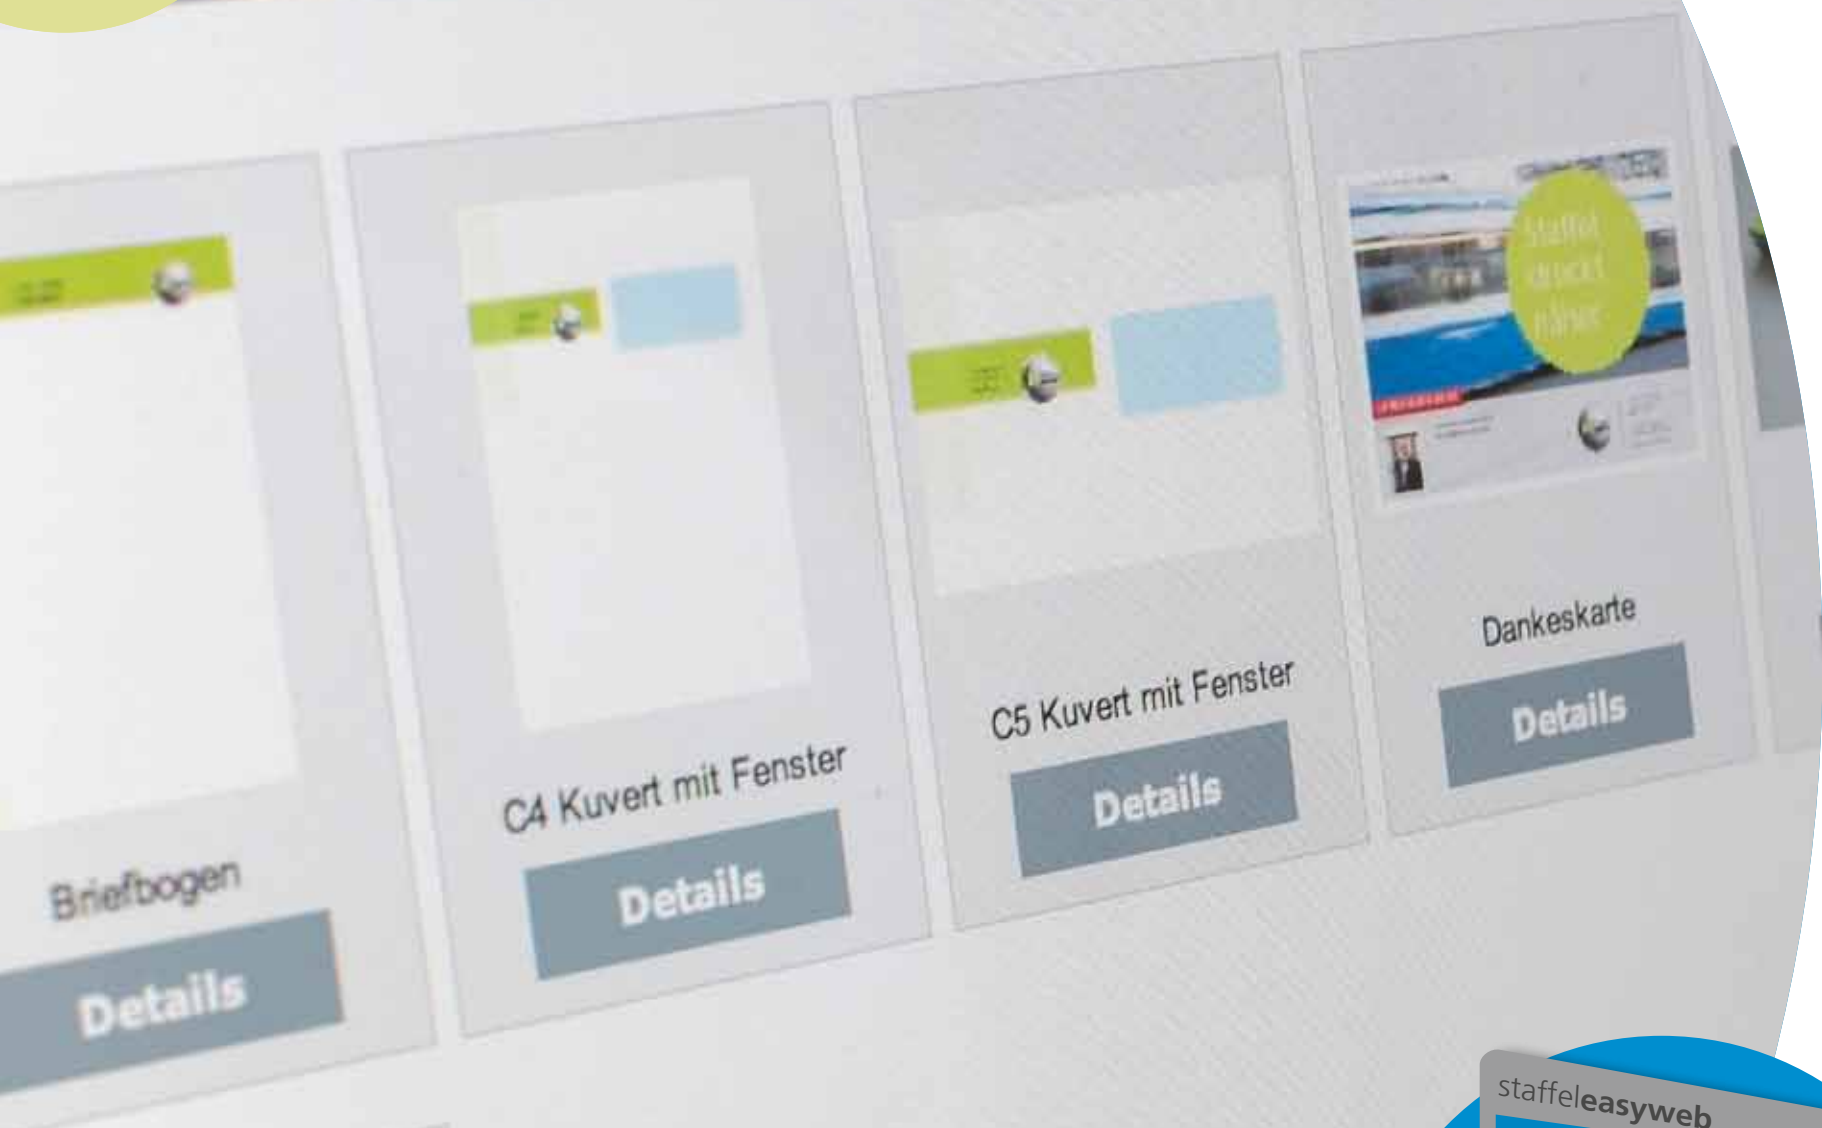 Staffel
druckt
näher
Dankeskarte
Details
C5 Kuvert mit Fenster
Details
C4 Kuvert mit Fenster
Details
Briefbogen
Details
staffeleasyweb